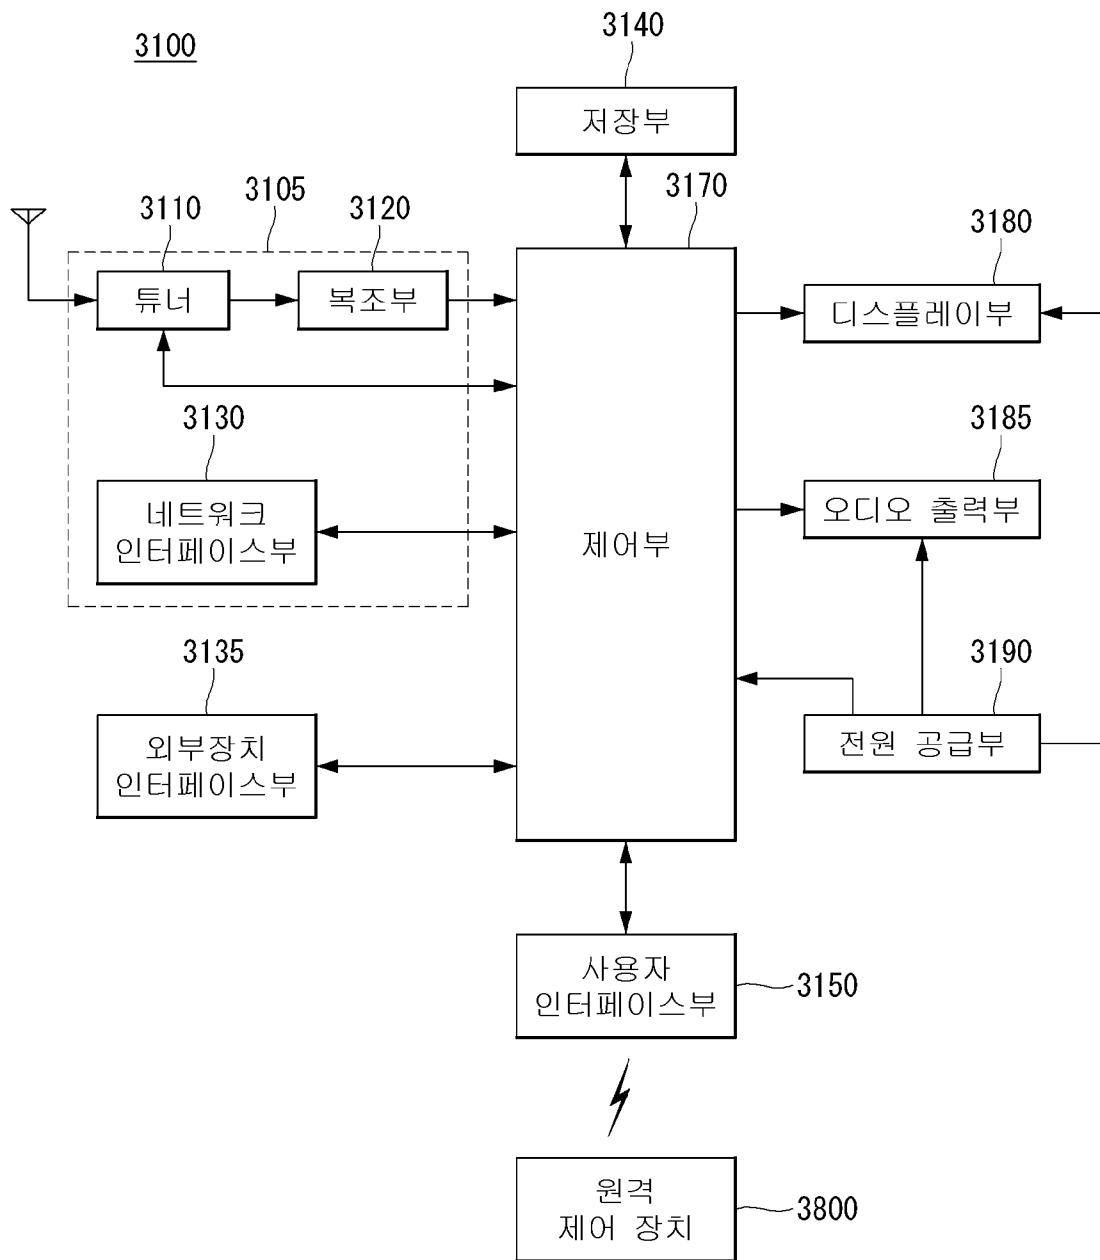 3100
3140
저장부
3105
3170
3110
3120
3180
튜너
복조부
디스플레이부
3130
3185
네트워크
인터페이스부
오디오 출력부
제어부
3135
3190
외부장치
인터페이스부
전원 공급부
사용자
인터페이스부
3150
원격
제어 장치
3800